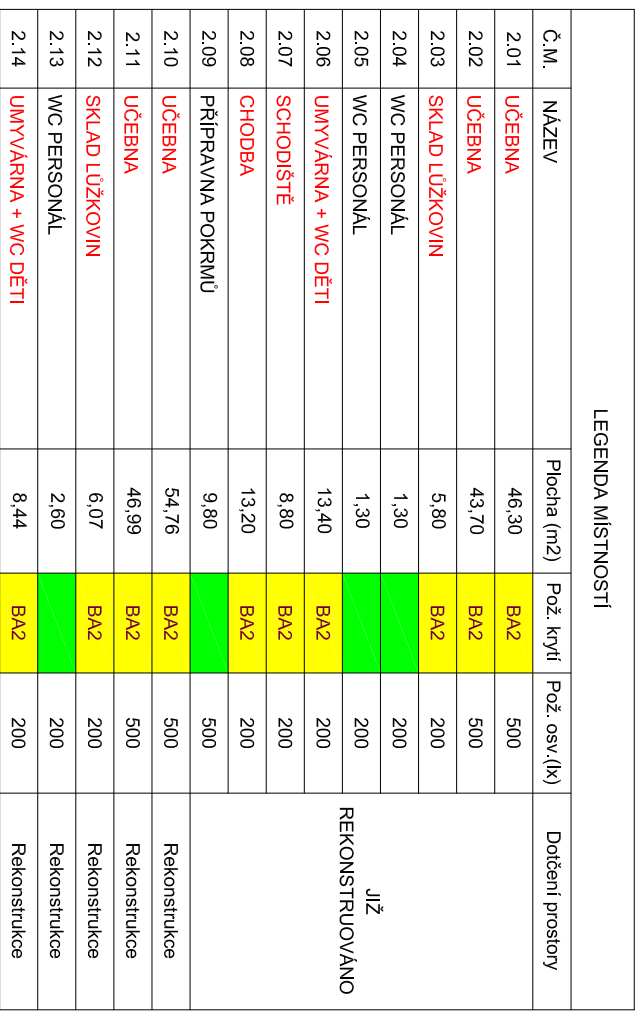 LEGENDA MÍSTNOSTÍ
Č.M. NÁZEV Plocha (m2) Pož. krytí Pož. osv.(lx) Dotčení prostory
2.01 UČEBNA 46,30 BA2 500
2.02 UČEBNA 43,70 BA2 500
2.03 SKLAD LŮŽKOVIN 5,80 BA2 200
2.04 WC PERSONÁL 1,30 200
2.05 WC PERSONÁL 1,30 200
2.06 UMYVÁRNA + WC DĚTI 13,40 BA2 200
2.07 SCHODIŠTĚ 8,80 BA2 200
2.08 CHODBA 13,20 BA2 200
2.09 PŘÍPRAVNA POKRMŮ 9,80 500
JIŽ
REKONSTRUOVÁNO
2.10 UČEBNA 54,76 BA2 500 Rekonstrukce
2.11 UČEBNA 46,99 BA2 500 Rekonstrukce
2.12 SKLAD LŮŽKOVIN 6,07 BA2 200 Rekonstrukce
2.13 WC PERSONÁL 2,60 200 Rekonstrukce
2.14 UMYVÁRNA + WC DĚTI 8,44 BA2 200 Rekonstrukce